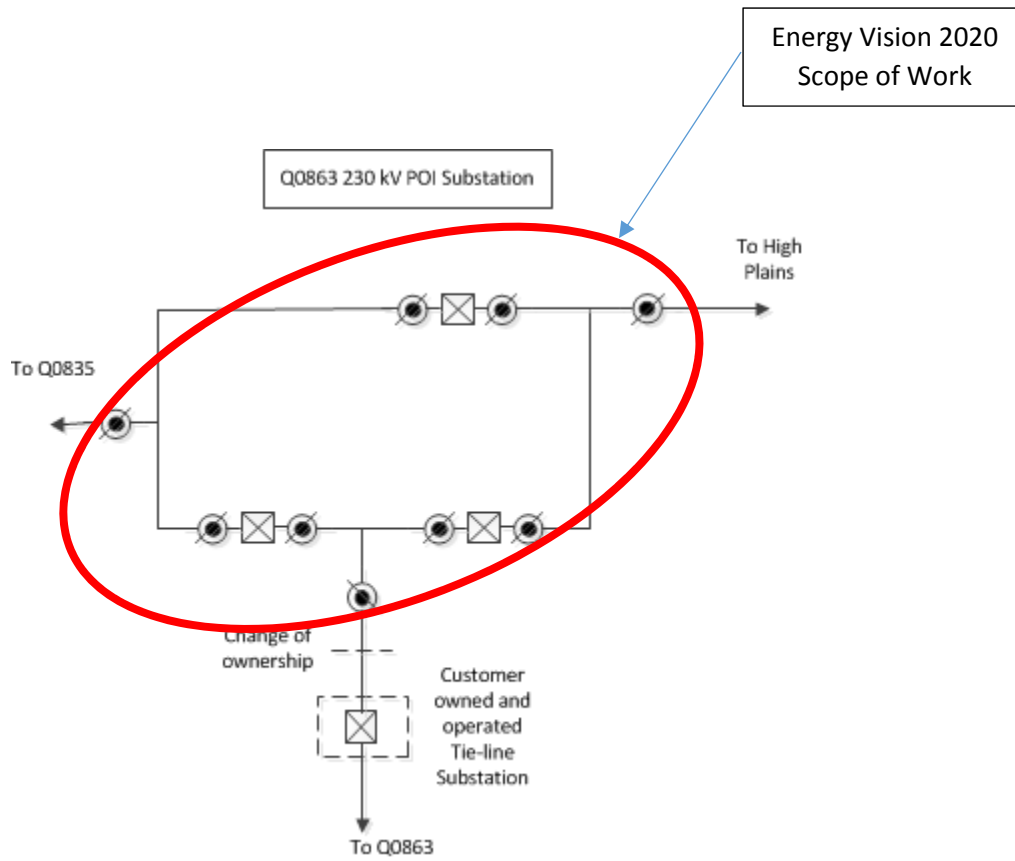 Energy Vision 2020
Scope of Work
Q0863 230 kV POI Substation
To High
Plains
To Q0835
Change of
ownership
Customer
owned and
operated
Tie-line
Substation
To Q0863